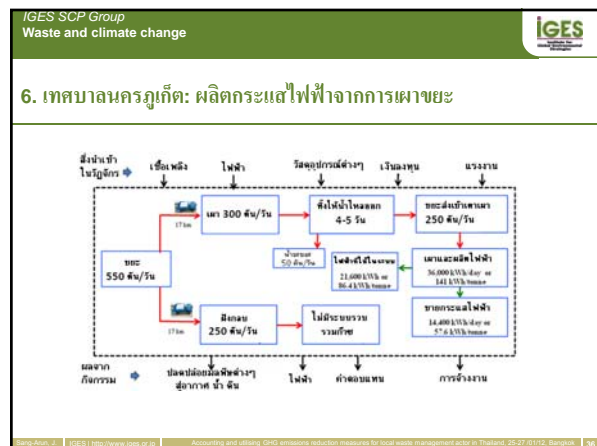 IGES SCP Group
Waste and climate change
IGES
Institute for
Global Environmental
Strategies
6. เทศบาลนครภูเก็ต: ผลิตกระแสไฟฟ้าจากการเผาขยะ
สิ่งนำเข้า
ในวัฏจักร
เชื้อเพลิง
ไฟฟ้า
วัสดุอุปกรณ์ต่างๆ
เงินลงทุน
แรงงาน
17 km
เผา 300 ตัน/วัน
ทิ้งให้น้ำไหลออก
4-5 วัน
ขยะส่งเข้าเตาเผา
250 ตัน/วัน
ขยะ
550 ตัน/วัน
50 ตัน/วัน
ไฟฟ้าที่ใช้ในระบบ
21,600 kWh/day or
86.4 kWh/tonne
เผาและผลิตไฟฟ้า
36,000 kWh/day or
141 kWh/tonne
17 km
ฝังกลบ
250 ตัน/วัน
ไม่มีระบบรวบ
รวมก๊าซ
ขายกระแสไฟฟ้า
14,400 kWh/day or
57.6 kWh/tonne
ผลจาก
กิจกรรม
ปลดปล่อยมลพิษต่างๆ
สู่อากาศ น้ำ ดิน
ไฟฟ้า
ค่าตอบแทน
การจ้างงาน
Sang-Arun, J. IGES | http://www.iges.or.jp Accounting and utilising GHG emissions reduction measures for local waste management actor in Thailand, 25-27 /01/12, Bangkok 36